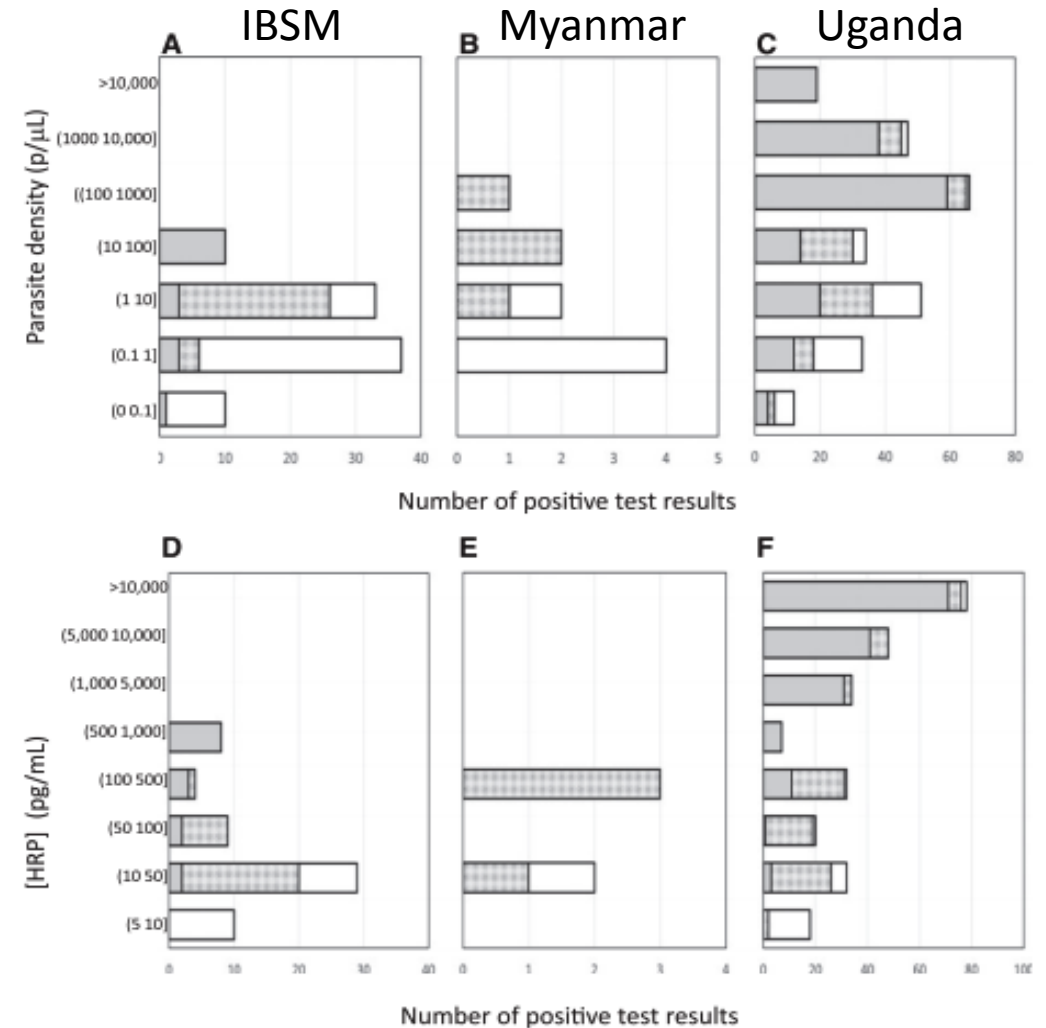 IBSM Myanmar Uganda
A B C
Parasite density (p/μL)
>10,000
(1000 10,000]
((100 1000]
(10 100]
(1 10]
(0.1 1]
(0 0.1]
0 10 20 30 40 0 1 2 3 4 5 0 20 40 60 80
Number of positive test results
D E F
[HRP] (pg/mL)
>10,000
(5,000 10,000]
(1,000 5,000]
(500 1,000]
(100 500]
(50 100]
(10 50]
(5 10]
0 10 20 30 40 0 1 2 3 4 0 20 40 60 80 100
Number of positive test results